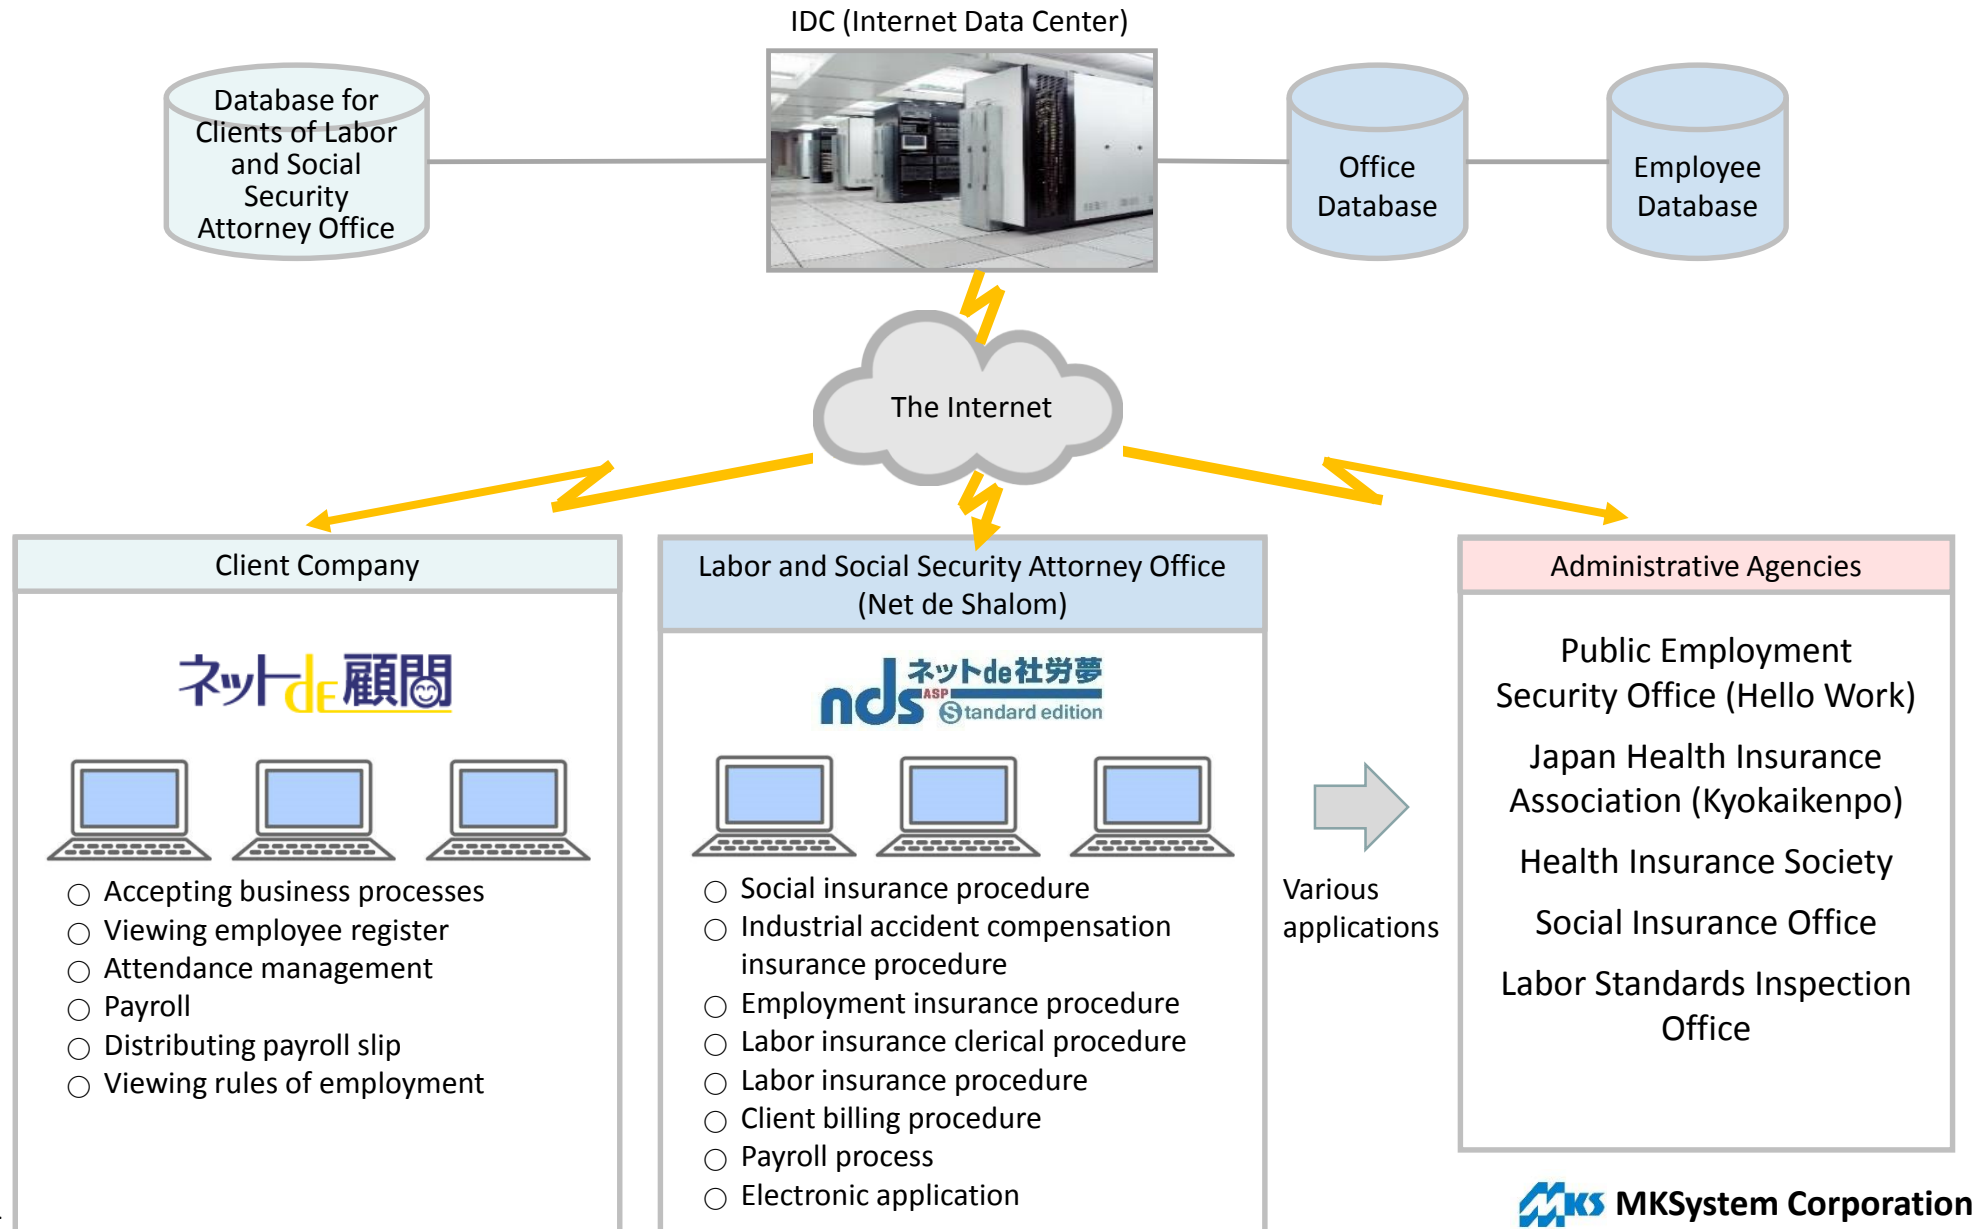 IDC (Internet Data Center)
Database for
Clients of Labor
and Social
Security
Attorney Office
Office
Database
Employee
Database
The Internet
Client Company
ネットdE顧問
○ Accepting business processes
○ Viewing employee register
○ Attendance management
○ Payroll
○ Distributing payroll slip
○ Viewing rules of employment
Labor and Social Security Attorney Office
(Net de Shalom)
ネットde社労夢
nds ASP Standard edition
○ Social insurance procedure
○ Industrial accident compensation
insurance procedure
○ Employment insurance procedure
○ Labor insurance clerical procedure
○ Labor insurance procedure
○ Client billing procedure
○ Payroll process
○ Electronic application
Various
applications
Administrative Agencies
Public Employment
Security Office (Hello Work)
Japan Health Insurance
Association (Kyokaikenpo)
Health Insurance Society
Social Insurance Office
Labor Standards Inspection
Office
MKS MKSystem Corporation